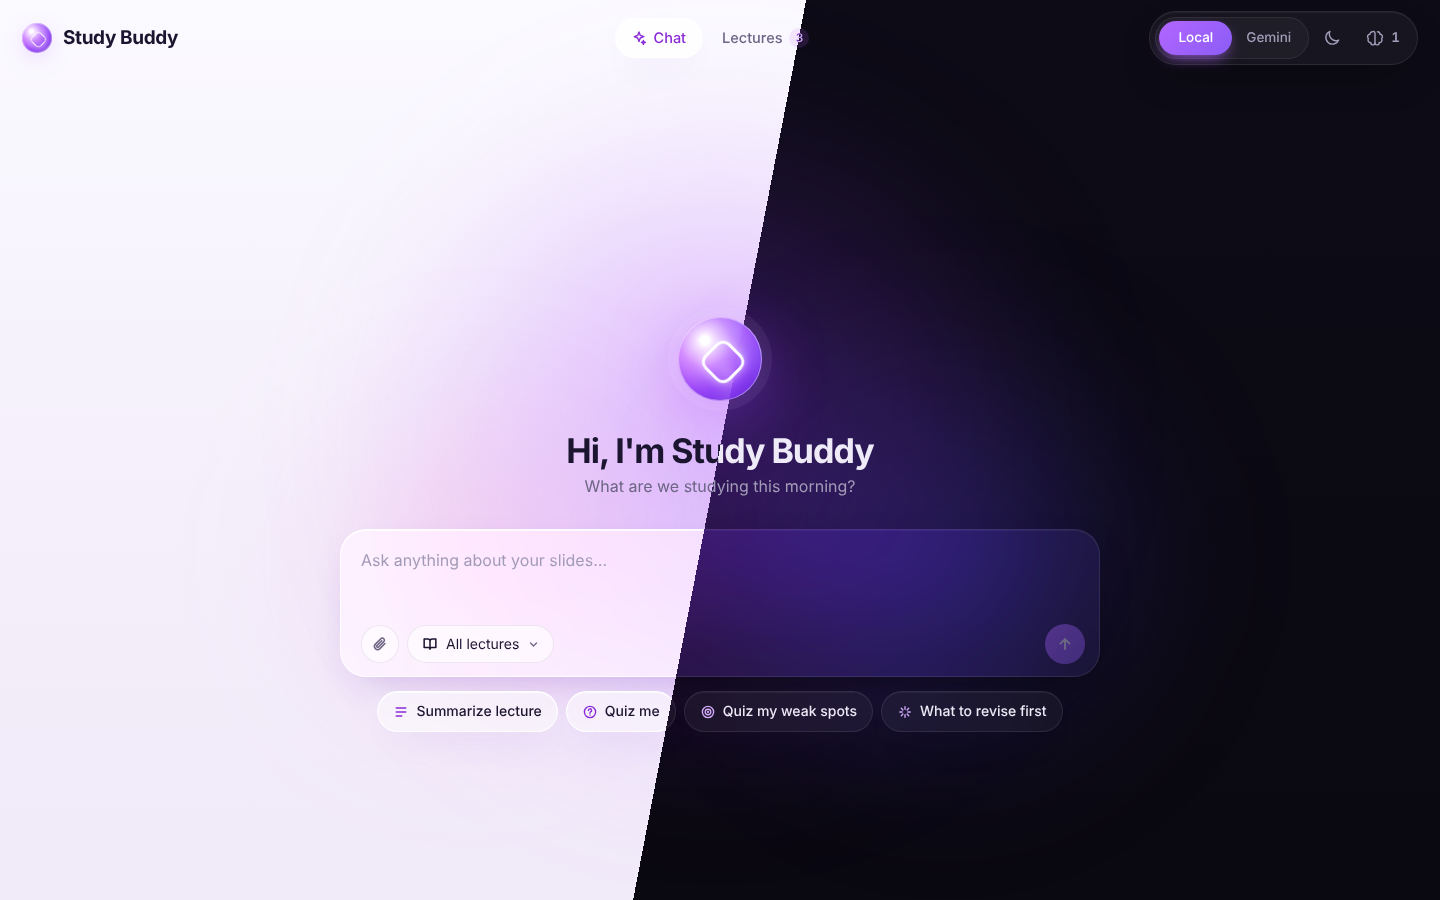 Study Buddy
Chat
Lectures 3
Local
Gemini
1
Hi, I'm Study Buddy
What are we studying this morning?
Ask anything about your slides...
All lectures
Summarize lecture
Quiz me
Quiz my weak spots
What to revise first